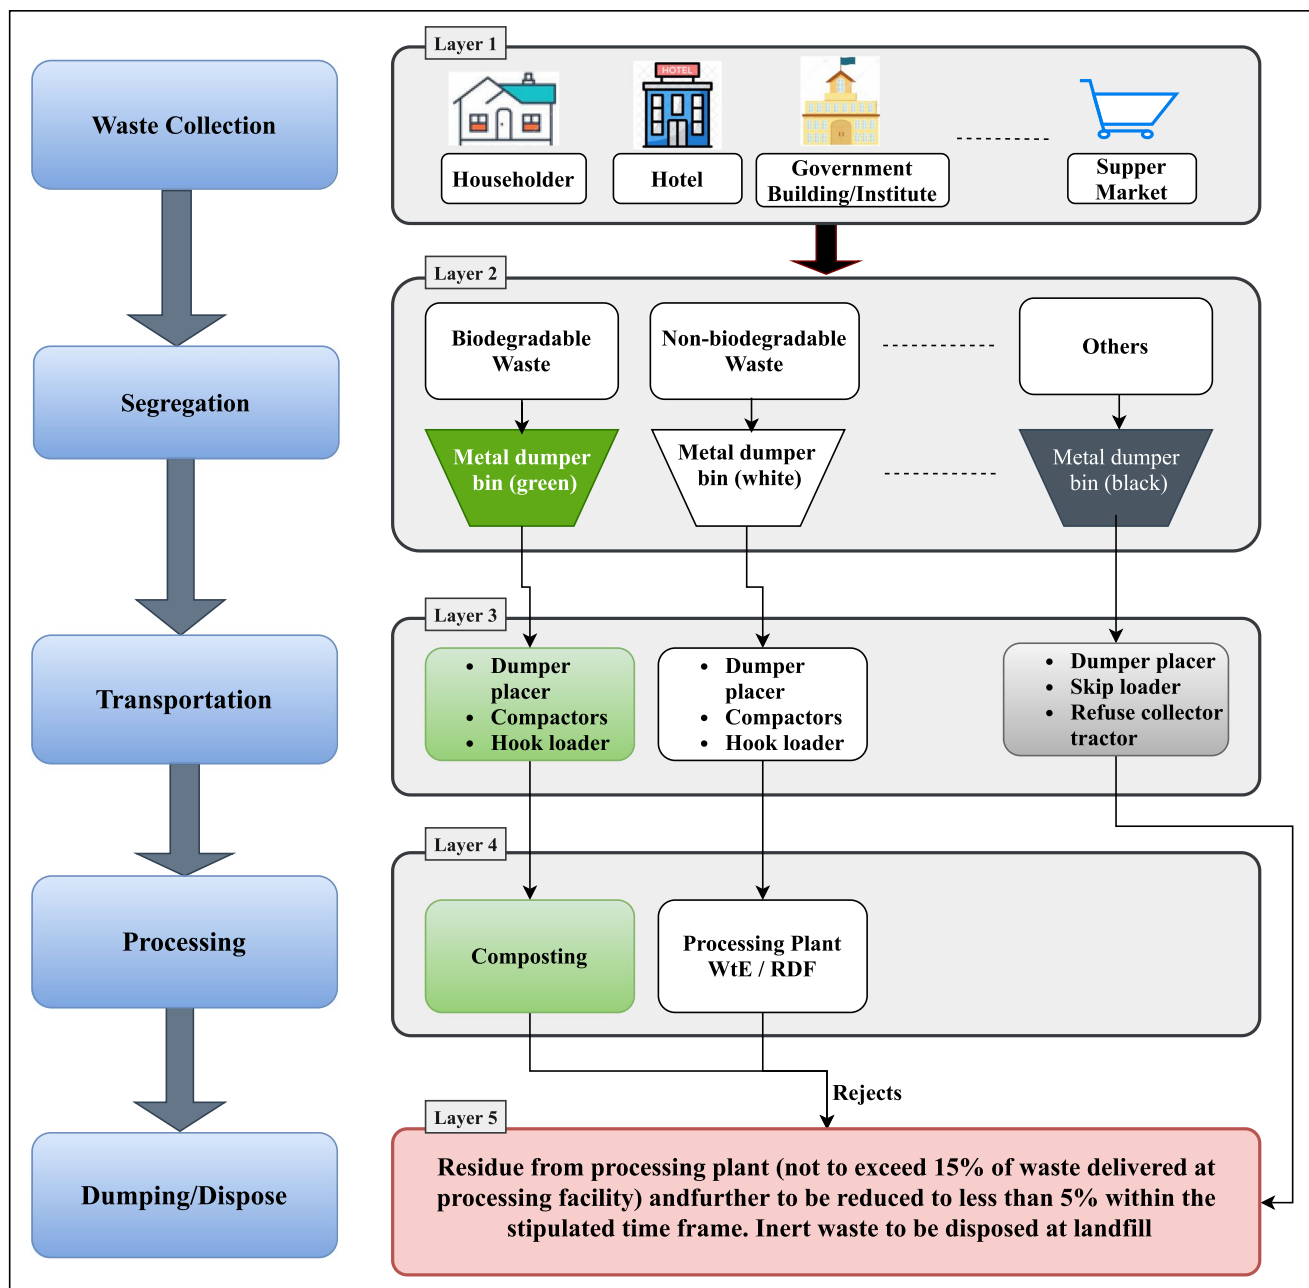 Waste Collection
Layer 1
HOTEL
Householder
Hotel
Government
Building/Institute
Supper
Market
Segregation
Layer 2
Biodegradable
Waste
Non-biodegradable
Waste
Others
Metal dumper
bin (green)
Metal dumper
bin (white)
Metal dumper
bin (black)
Transportation
Layer 3
• Dumper
placer
• Compactors
• Hook loader
• Dumper
placer
• Compactors
• Hook loader
• Dumper placer
• Skip loader
• Refuse collector
tractor
Processing
Layer 4
Composting
Processing Plant
WtE / RDF
Rejects
Dumping/Dispose
Layer 5
Residue from processing plant (not to exceed 15% of waste delivered at
processing facility) andfurther to be reduced to less than 5% within the
stipulated time frame. Inert waste to be disposed at landfill